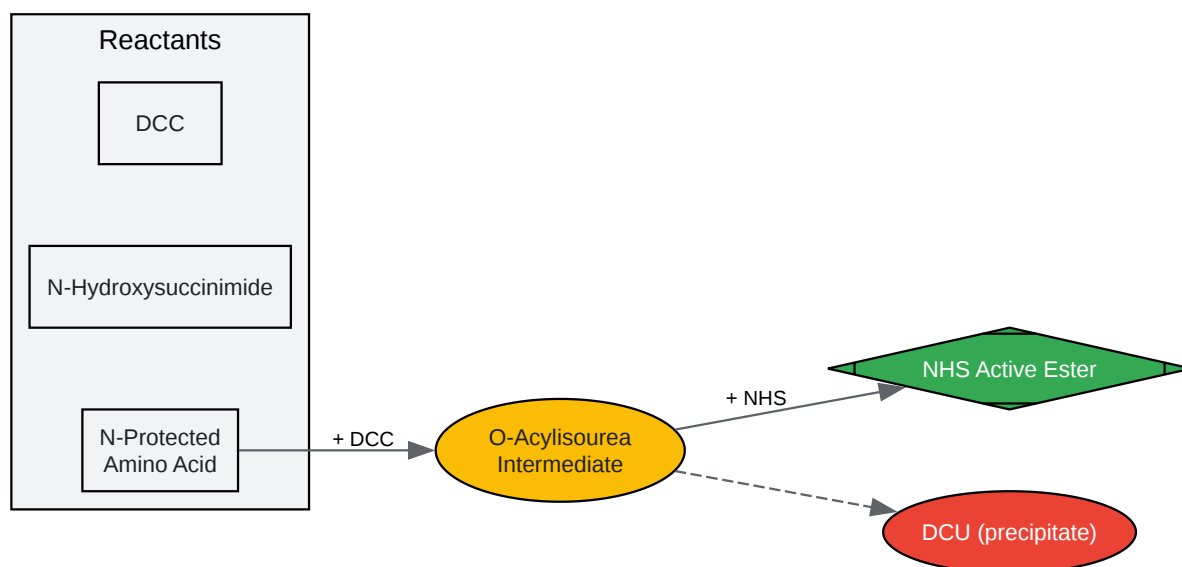 Reactants
DCC
N-Hydroxysuccinimide
N-Protected
Amino Acid
+ DCC
O-Acylisourea
Intermediate
+ NHS
NHS Active Ester
DCU (precipitate)